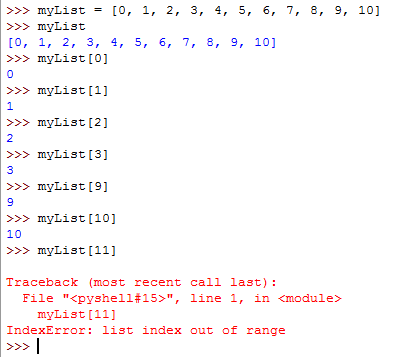 >>> myList = [0, 1, 2, 3, 4, 5, 6, 7, 8, 9, 10]
>>> myList
[0, 1, 2, 3, 4, 5, 6, 7, 8, 9, 10]
>>> myList[0]
0
>>> myList[1]
1
>>> myList[2]
2
>>> myList[3]
3
>>> myList[9]
9
>>> myList[10]
10
>>> myList[11]
Traceback (most recent call last):
  File "<pyshell#15>", line 1, in <module>
    myList[11]
IndexError: list index out of range
>>>